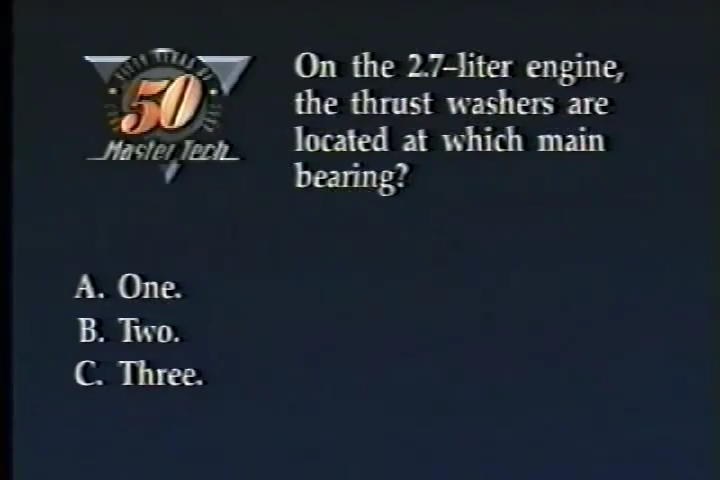 50
Master Tech
On the 2.7–liter engine,
the thrust washers are
located at which main
bearing?
A. One.
B. Two.
C. Three.